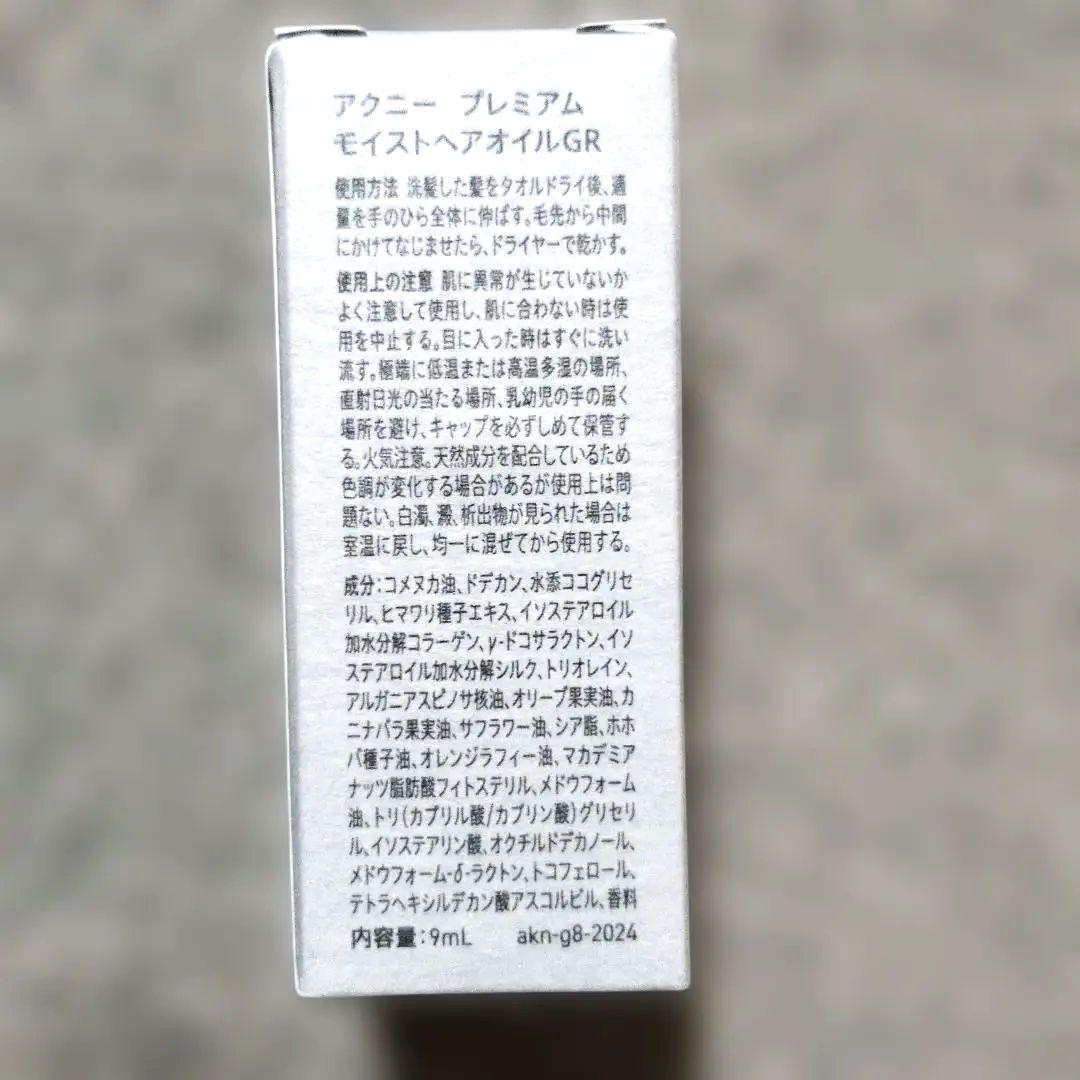 アクニー プレミアム
モイストヘアオイルGR
使用方法 洗髪した髪をタオルドライ後、適
量を手のひら全体に伸ばす。毛先から中間
にかけてなじませたら、ドライヤーで乾かす。
使用上の注意 肌に異常が生じていないか
よく注意して使用し、肌に合わない時は使
用を中止する。目に入った時はすぐに洗い
流す。極端に低温または高温多湿の場所、
直射日光の当たる場所、乳幼児の手の届く
場所を避け、キャップを必ずしめて保管す
る。火気注意。天然成分を配合しているため
色調が変化する場合があるが使用上は問
題ない。白濁、澱、析出物が見られた場合は
室温に戻し、均一に混ぜてから使用する。
成分：コメヌカ油、ドデカン、水添ココグリセ
リル、ヒマワリ種子エキス、イソステアロイル
加水分解コラーゲン、γ-ドコサラクトン、イソ
ステアロイル加水分解シルク、トリオレイン、
アルガニアスピノサ核油、オリーブ果実油、カ
ニナバラ果実油、サフラワー油、シア脂、ホホ
バ種子油、オレンジラフィー油、マカデミア
ナッツ脂肪酸フィトステリル、メドウフォーム
油、トリ(カプリル酸/カプリン酸)グリセリ
ル、イソステアリン酸、オクチルドデカノール、
メドウフォーム-δ-ラクトン、トコフェロール、
テトラヘキシルデカン酸アスコルビル、香料
内容量：9mL akn-g8-2024